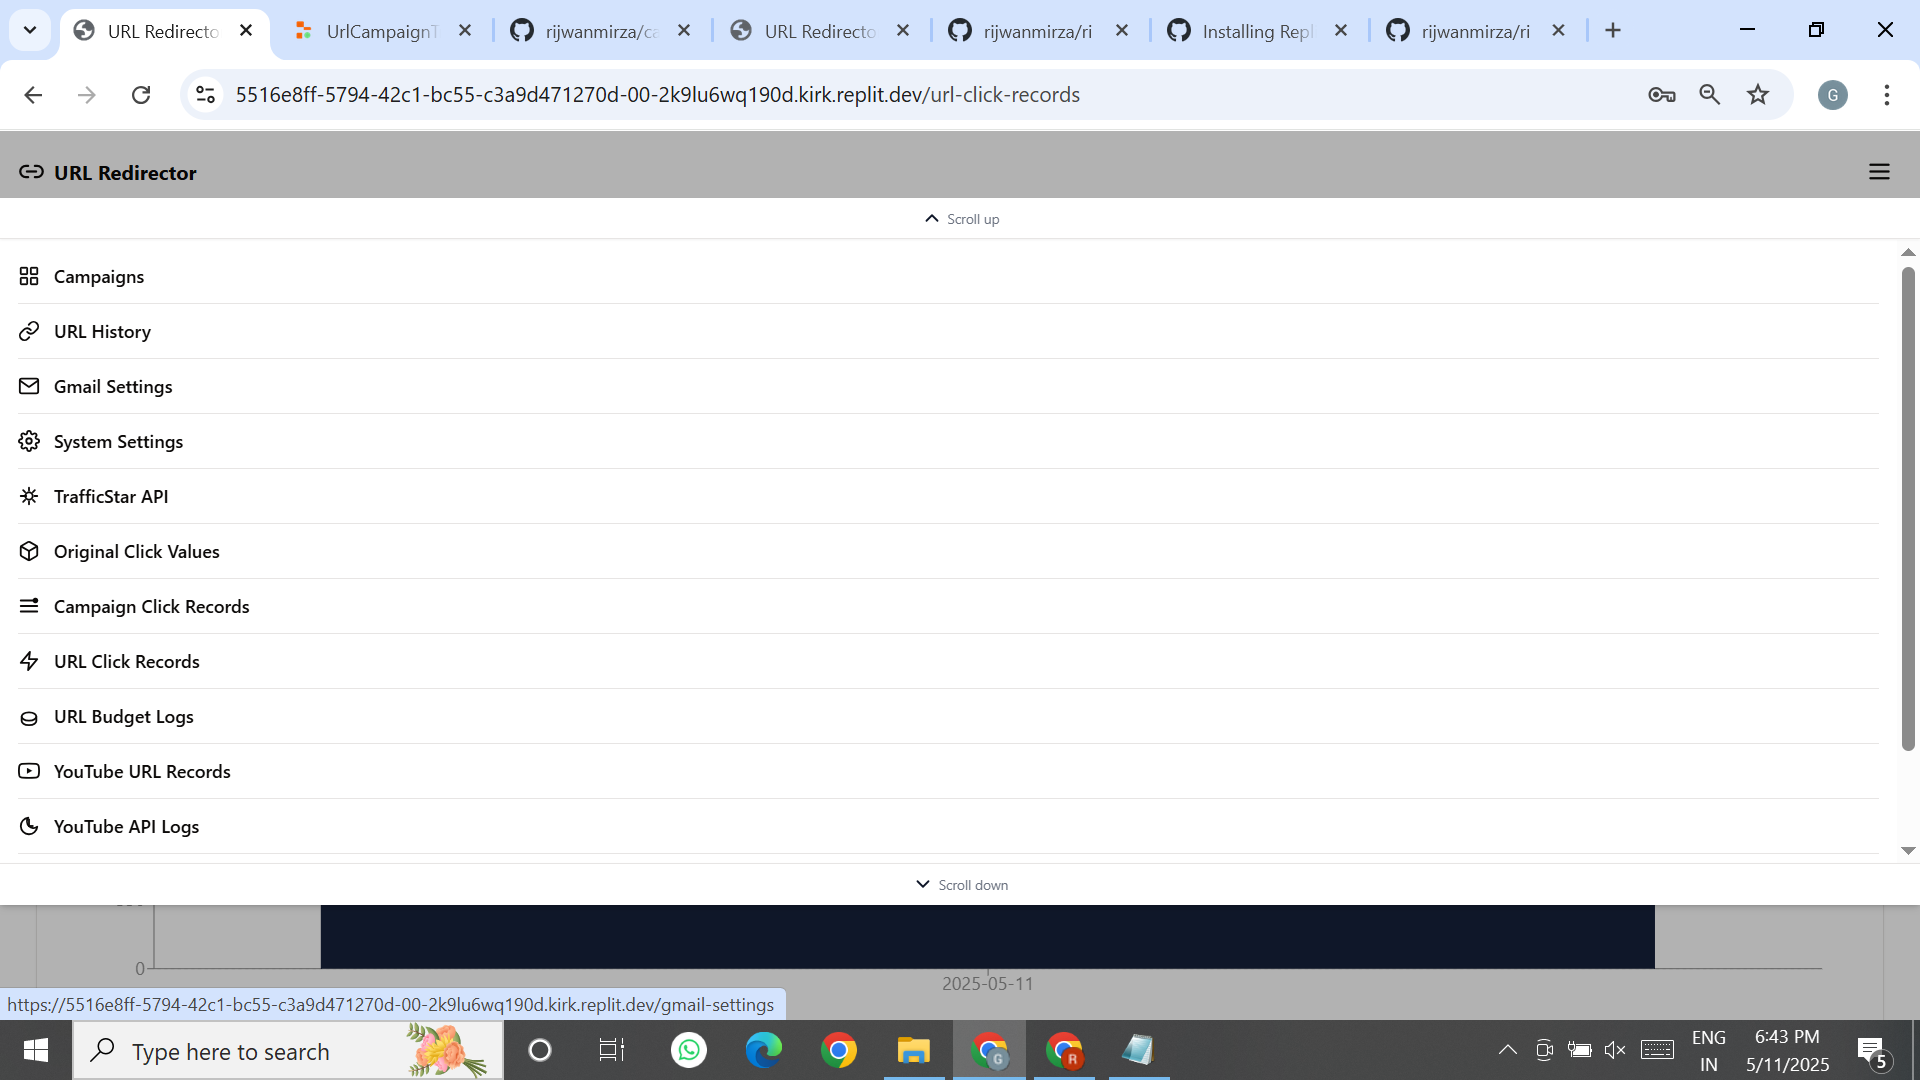 URL Redirecto
UrlCampaignT
rijwanmirza/ca
URL Redirecto
rijwanmirza/ri
Installing Repl
rijwanmirza/ri
5516e8ff-5794-42c1-bc55-c3a9d471270d-00-2k9lu6wq190d.kirk.replit.dev/url-click-records
G
URL Redirector
Scroll up
Campaigns
URL History
Gmail Settings
System Settings
TrafficStar API
Original Click Values
Campaign Click Records
URL Click Records
URL Budget Logs
YouTube URL Records
YouTube API Logs
Scroll down
0
2025-05-11
https://5516e8ff-5794-42c1-bc55-c3a9d471270d-00-2k9lu6wq190d.kirk.replit.dev/gmail-settings
Type here to search
G
R
ENG
IN
6:43 PM
5/11/2025
5